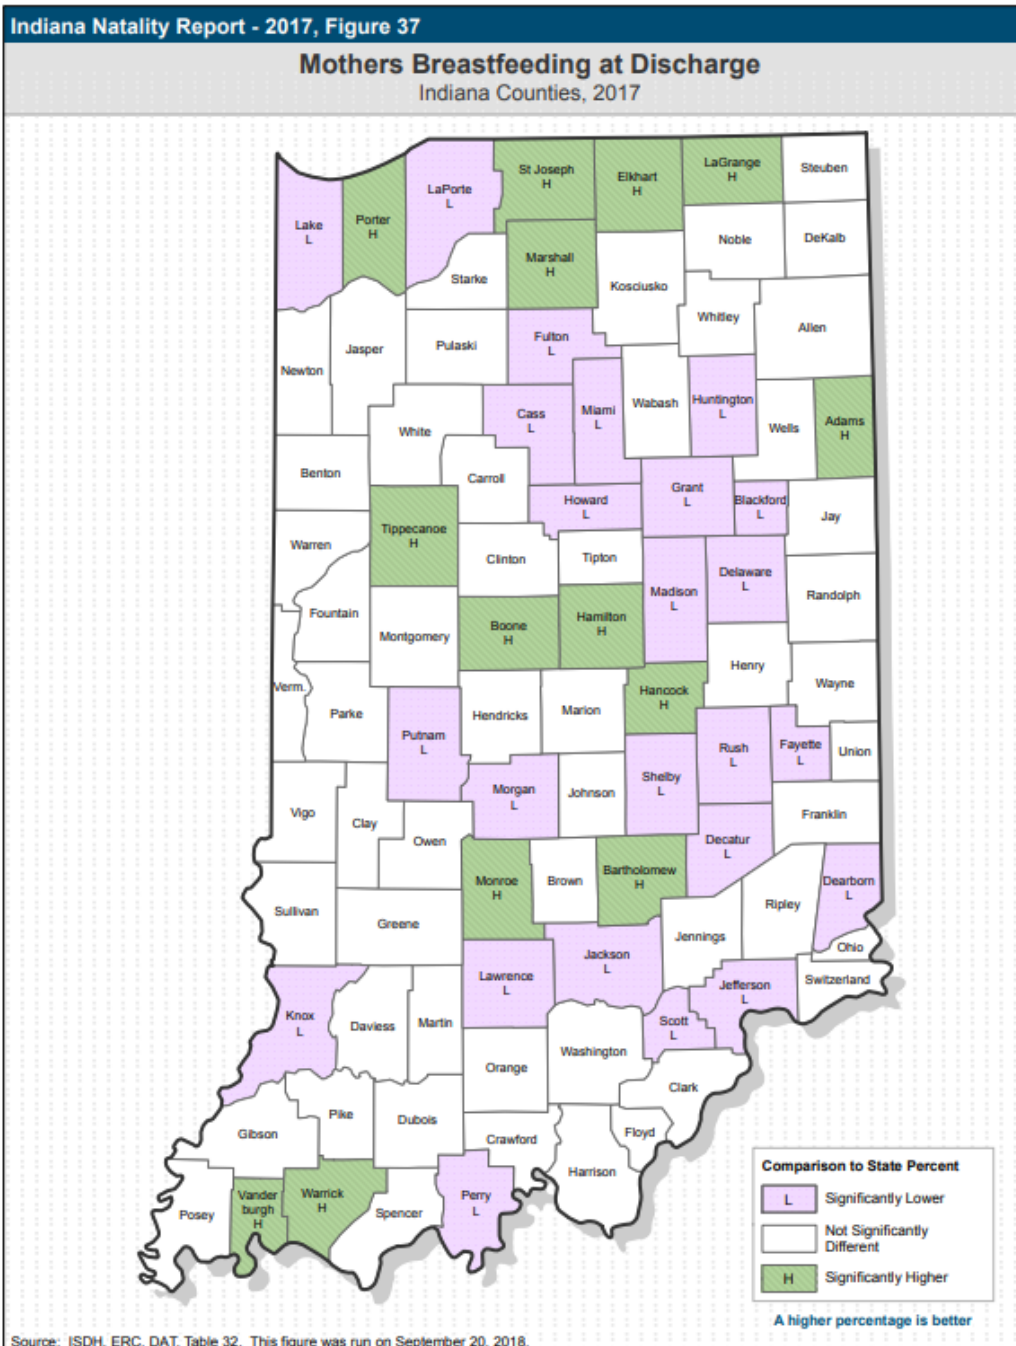 Indiana Natality Report - 2017, Figure 37
Mothers Breastfeeding at Discharge
Indiana Counties, 2017
Lake
L
Porter
H
LaPorte
L
St Joseph
H
Elkhart
H
LaGrange
H
Steuben
Noble
DeKalb
Starke
Marshall
H
Kosciusko
Whitley
Allen
Newton
Jasper
Pulaski
Fulton
L
White
Cass
L
Miami
L
Wabash
Huntington
L
Wells
Adams
H
Benton
Carroll
Howard
L
Grant
L
Blackford
L
Jay
Warren
Tippecanoe
H
Clinton
Tipton
Madison
L
Delaware
L
Randolph
Fountain
Montgomery
Boone
H
Hamilton
H
Henry
Wayne
Verm.
Parke
Putnam
L
Hendricks
Marion
Hancock
H
Rush
L
Fayette
L
Union
Vigo
Clay
Owen
Morgan
L
Johnson
Shelby
L
Decatur
L
Franklin
Sullivan
Greene
Monroe
H
Brown
Bartholomew
H
Jennings
Ripley
Dearborn
L
Ohio
Switzerland
Knox
L
Daviess
Martin
Lawrence
L
Jackson
L
Scott
L
Jefferson
L
Orange
Washington
Clark
Gibson
Pike
Dubois
Crawford
Harrison
Floyd
Posey
Vander
burgh
H
Warrick
H
Spencer
Perry
L
Comparison to State Percent
L Significantly Lower
Not Significantly
Different
H Significantly Higher
A higher percentage is better
Source: ISDH, ERC, DAT, Table 32. This figure was run on September 20, 2018.